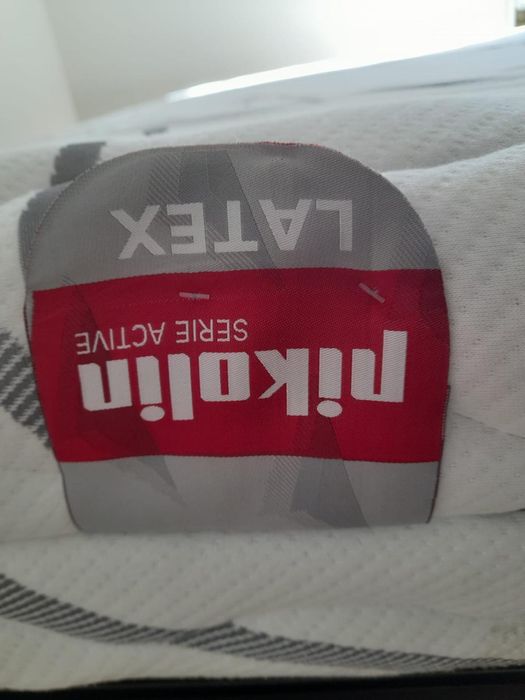 pikolin
SERIE ACTIVE
LATEX